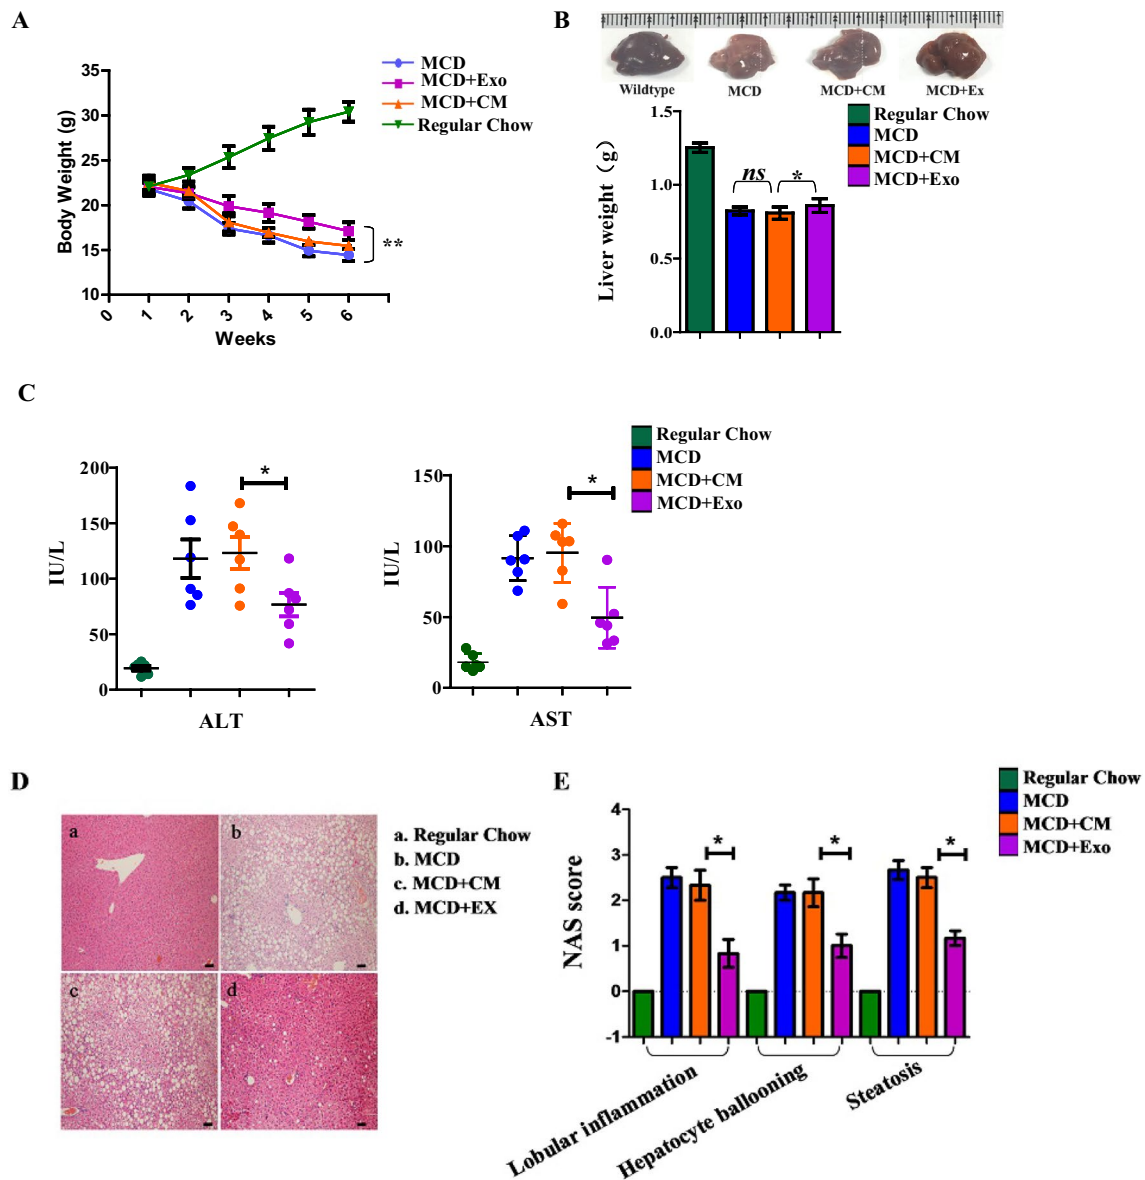 A
35
30
25
20
15
10
Body Weight (g)
0
1
2
3
4
5
6
Weeks
MCD
MCD+Exo
MCD+CM
Regular Chow
**
B
Wildtype
MCD
MCD+CM
MCD+Ex
1.5
1.0
0.5
0.0
Liver weight (g)
ns
*
Regular Chow
MCD
MCD+CM
MCD+Exo
C
200
150
100
50
0
IU/L
*
ALT
150
100
50
0
IU/L
*
AST
Regular Chow
MCD
MCD+CM
MCD+Exo
D
a
b
c
d
a. Regular Chow
b. MCD
c. MCD+CM
d. MCD+EX
E
4
3
2
1
0
-1
NAS score
*
*
*
Lobular inflammation
Hepatocyte ballooning
Steatosis
Regular Chow
MCD
MCD+CM
MCD+Exo